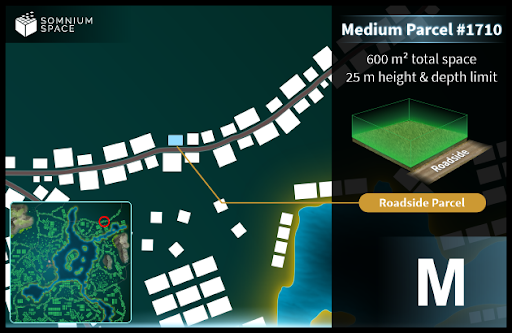 SOMNIUM
SPACE
Medium Parcel #1710
600 m² total space
25 m height & depth limit
Roadside
Roadside Parcel
M